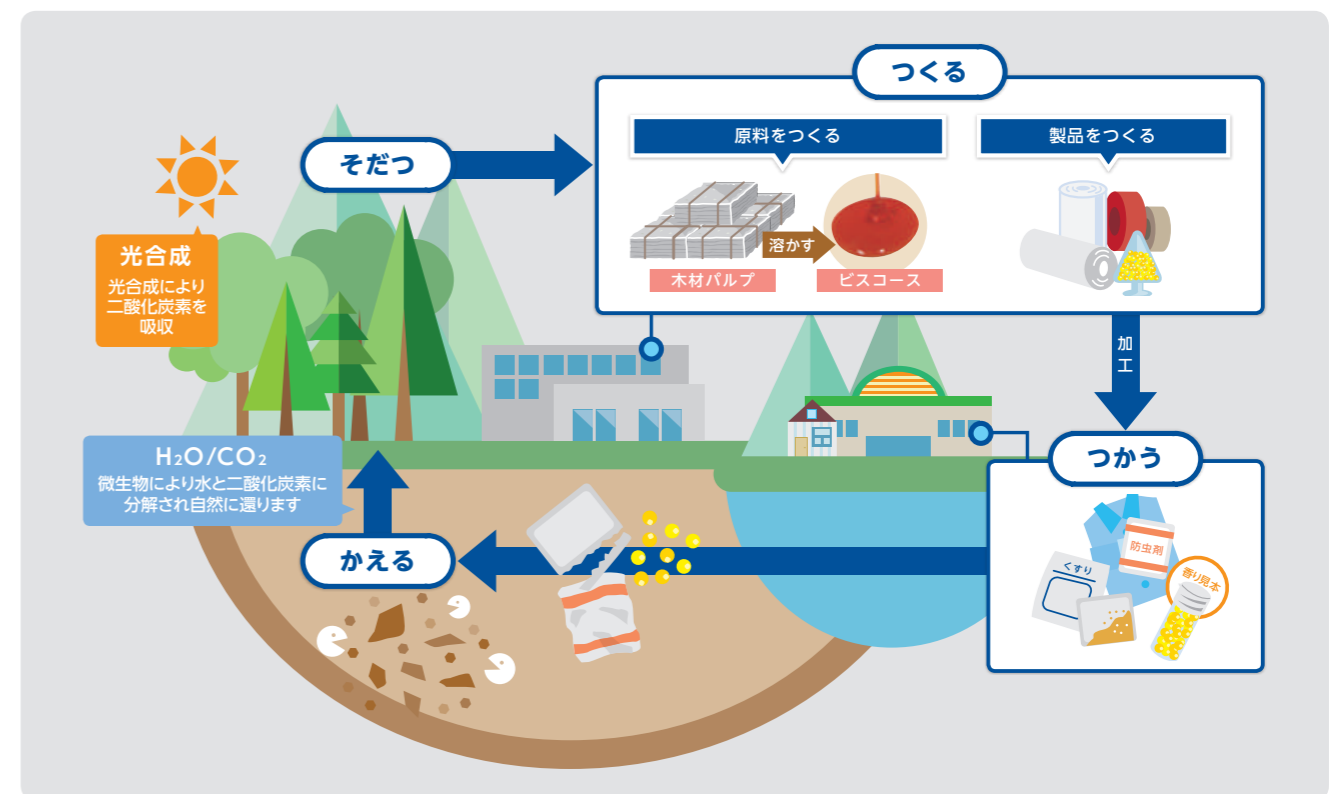 つくる
原料をつくる
製品をつくる
そだつ
溶かす
木材パルプ
ビスコース
光合成
光合成により
二酸化炭素を
吸収
加工
H₂O/CO₂
微生物により水と二酸化炭素に
分解され自然に還ります
つかう
防虫剤
くすり
香り見本
かえる